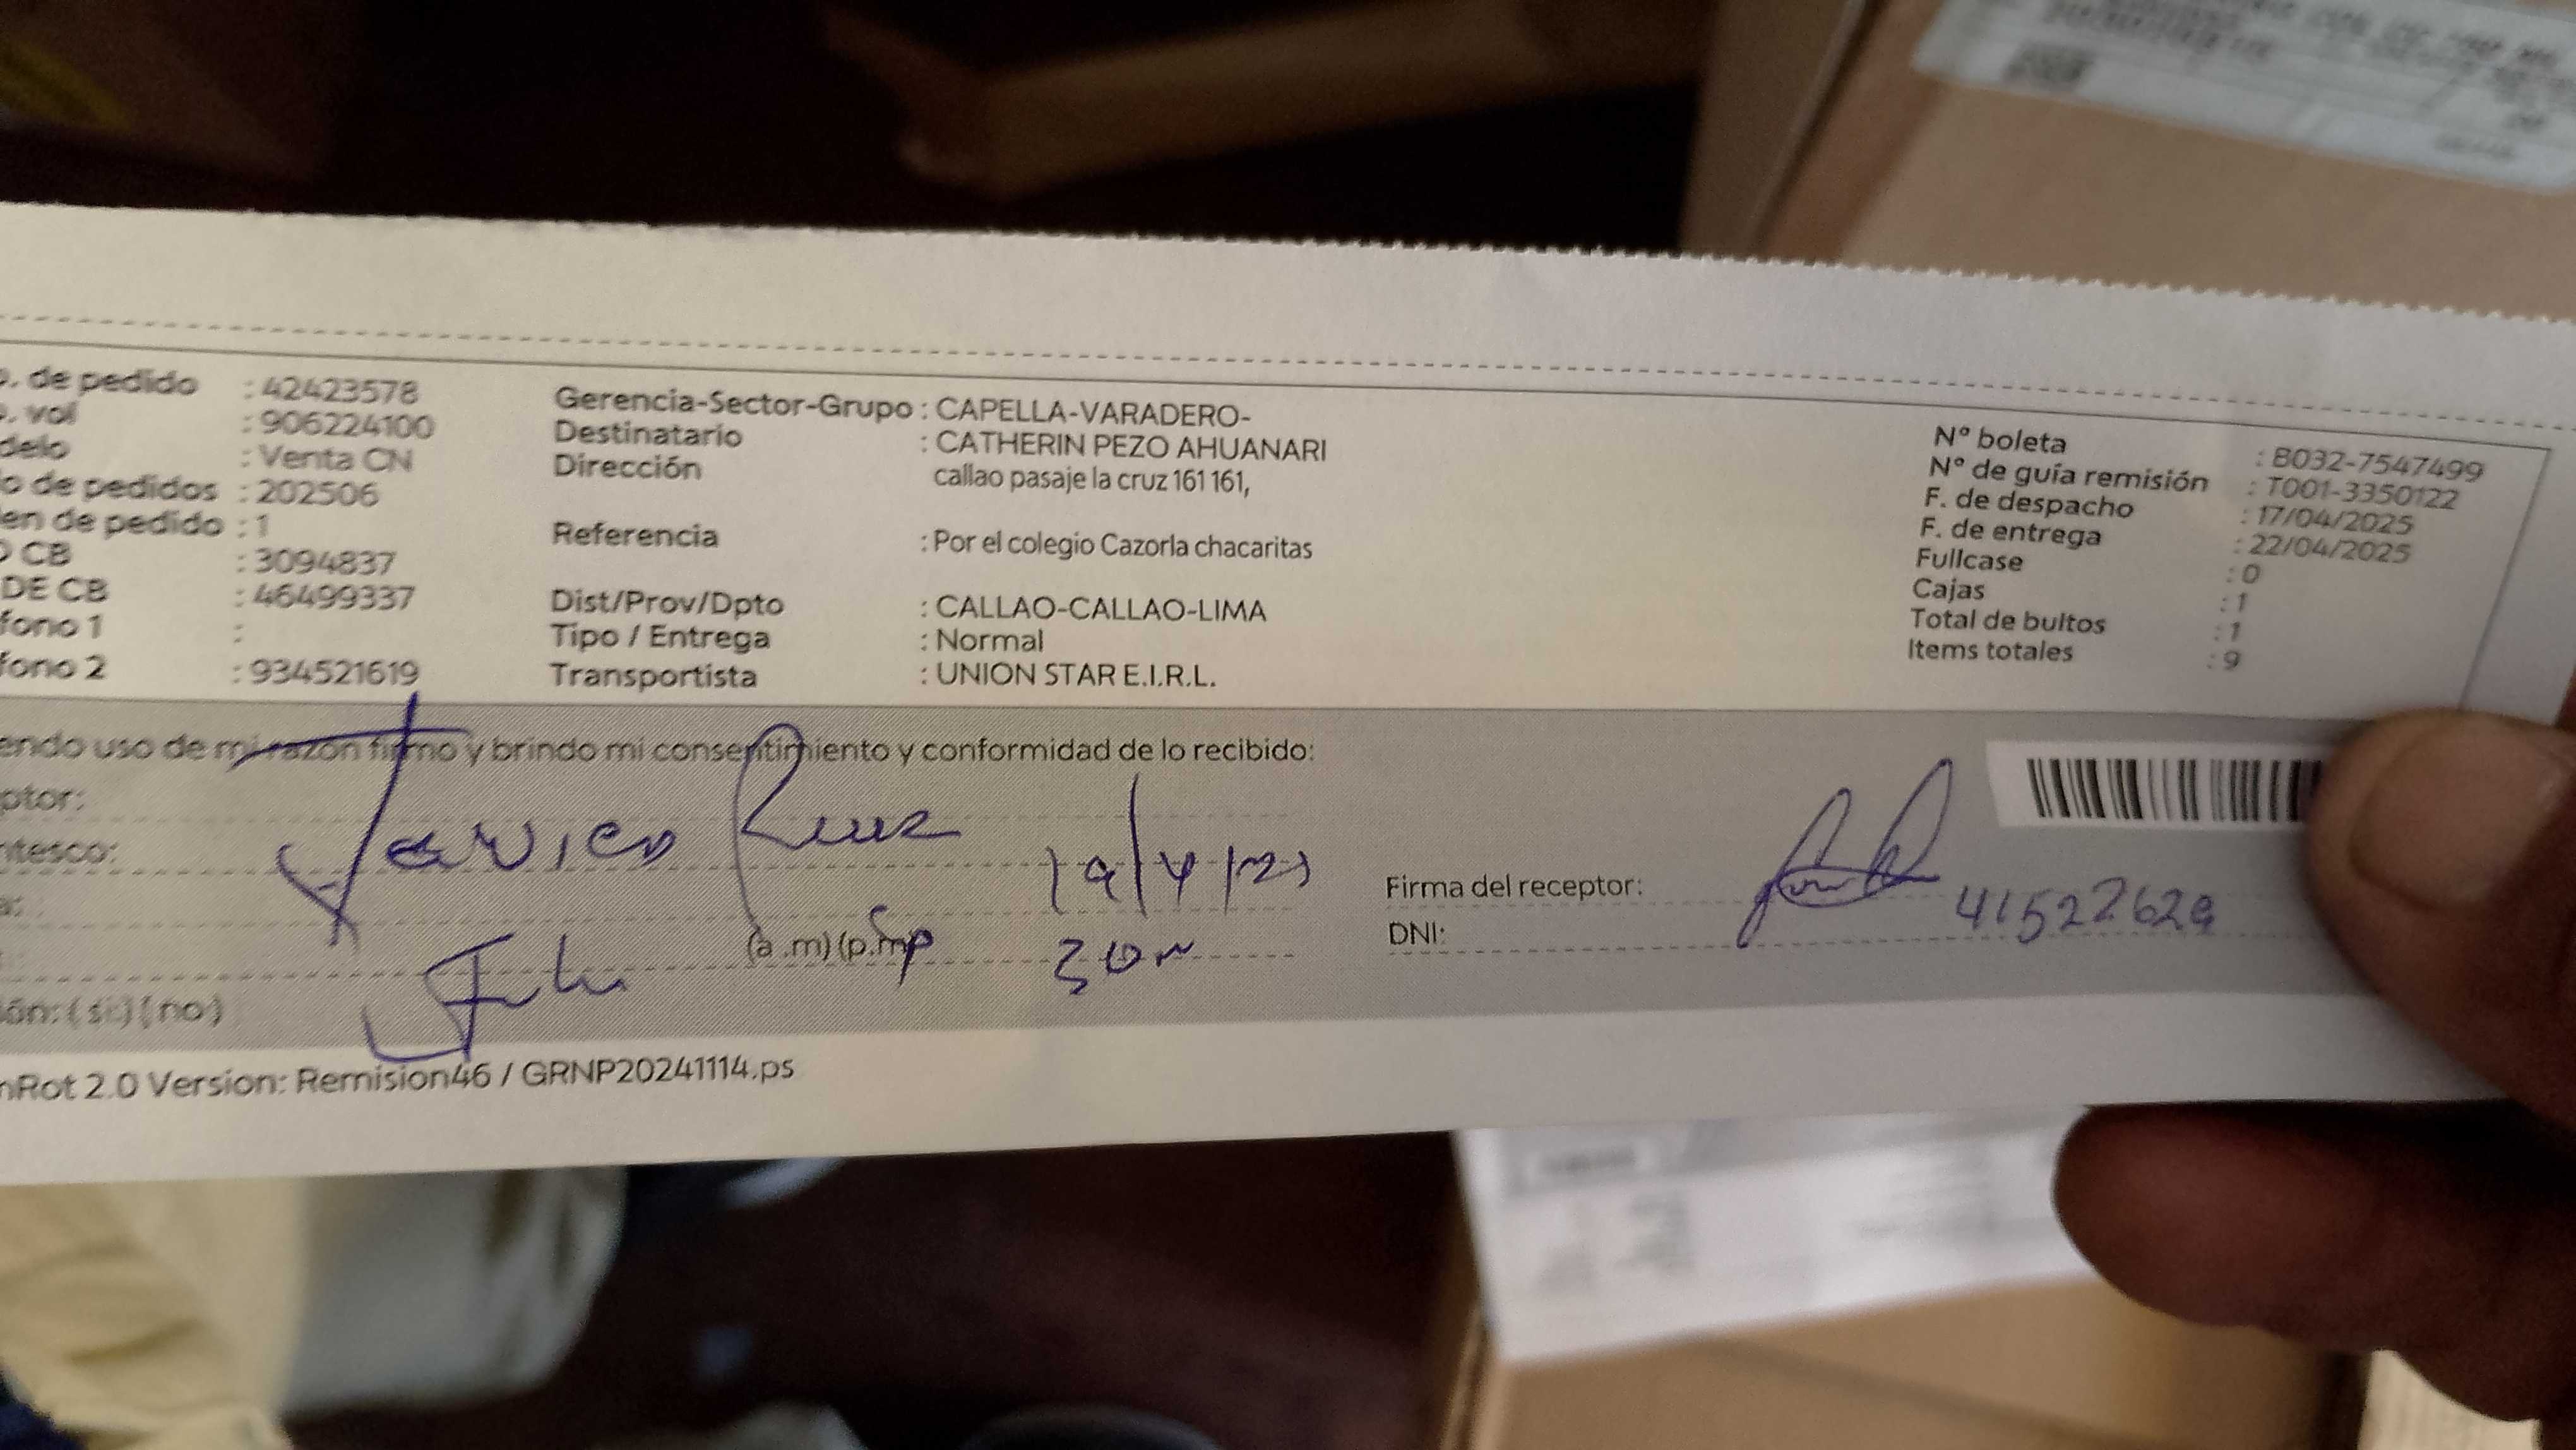 o. de pedido : 42423578
o. vol : 906224100
delo : Venta CN
o de pedidos : 202506
en de pedido : 1
O CB : 3094837
DE CB : 46499337
fono 1 :
fono 2 : 934521619
Gerencia-Sector-Grupo : CAPELLA-VARADERO-
Destinatario : CATHERIN PEZO AHUANARI
Dirección callao pasaje la cruz 161 161,
Referencia : Por el colegio Cazorla chacaritas
Dist/Prov/Dpto : CALLAO-CALLAO-LIMA
Tipo / Entrega : Normal
Transportista : UNION STAR E.I.R.L.
N° boleta : B032-7547499
N° de guía remisión : T001-3350122
F. de despacho : 17/04/2025
F. de entrega : 22/04/2025
Fullcase : 0
Cajas : 1
Total de bultos : 1
Items totales : 9
endo uso de mi razón firmo y brindo mi consentimiento y conformidad de lo recibido:
ptor:
ntesco:
Ruiz
a:
(a .m) (p.m)
Firma del receptor:
DNI: 41522629
ón: ( si ) ( no )
nRot 2.0 Version: Remision46 / GRNP20241114.ps